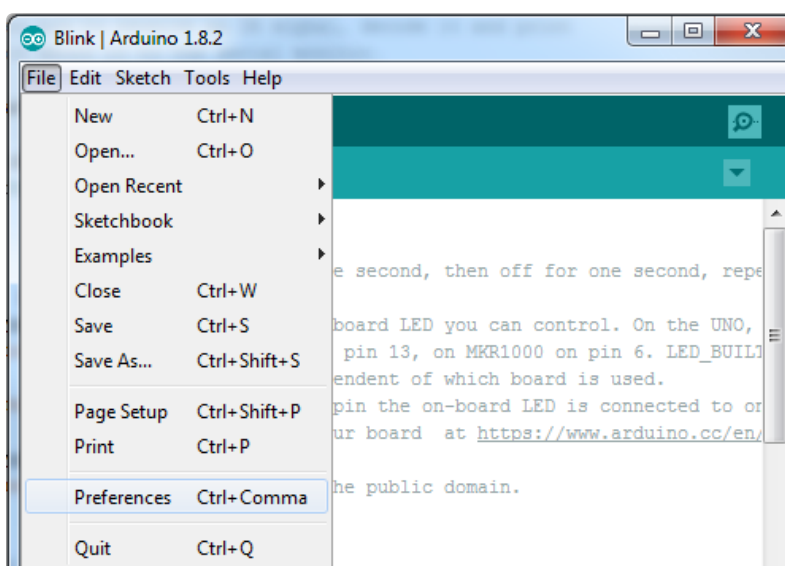 Blink | Arduino 1.8.2
File Edit Sketch Tools Help
New Ctrl+N
Open... Ctrl+O
Open Recent
Sketchbook
Examples
Close Ctrl+W
Save Ctrl+S
Save As... Ctrl+Shift+S
Page Setup Ctrl+Shift+P
Print Ctrl+P
Preferences Ctrl+Comma
Quit Ctrl+Q
e second, then off for one second, repe
board LED you can control. On the UNO,
pin 13, on MKR1000 on pin 6. LED_BUILT
endent of which board is used.
pin the on-board LED is connected to on
ur board at https://www.arduino.cc/en/
he public domain.